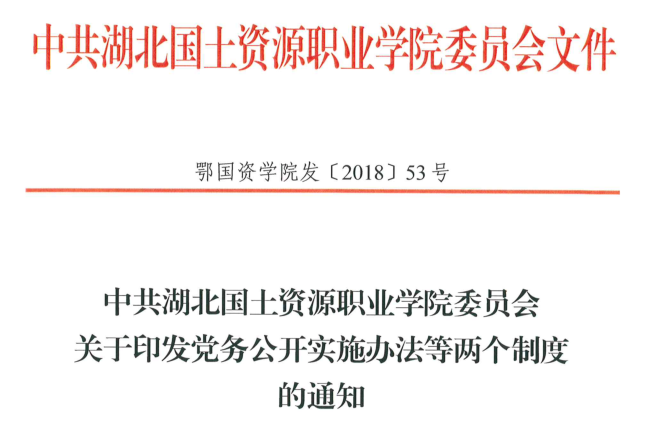 中共湖北国土资源职业学院委员会文件
鄂国资学院发〔2018〕53号
中共湖北国土资源职业学院委员会
关于印发党务公开实施办法等两个制度
的通知